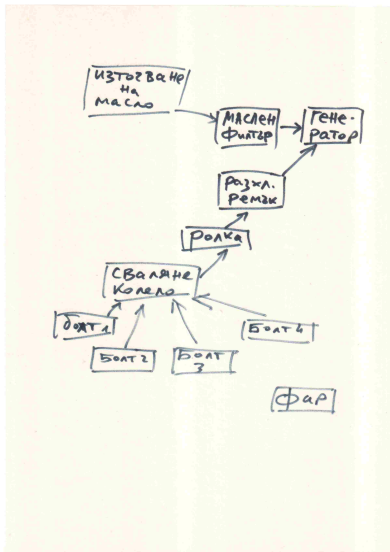 източване
на
масло
маслен
филтър
гене-
ратор
разхл.
ремък
ролка
сваляне
колело
болт 1
Болт 2
Болт
3
Болт 4
фар